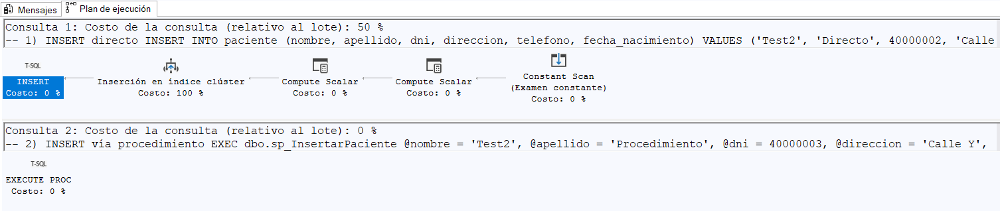 Mensajes
Plan de ejecución
Consulta 1: Costo de la consulta (relativo al lote): 50 %
-- 1) INSERT directo INSERT INTO paciente (nombre, apellido, dni, direccion, telefono, fecha_nacimiento) VALUES ('Test2', 'Directo', 40000002, 'Calle
T-SQL
INSERT
Costo: 0 %
Inserción en índice clúster
Costo: 100 %
Compute Scalar
Costo: 0 %
Compute Scalar
Costo: 0 %
Constant Scan
(Examen constante)
Costo: 0 %
Consulta 2: Costo de la consulta (relativo al lote): 0 %
-- 2) INSERT vía procedimiento EXEC dbo.sp_InsertarPaciente @nombre = 'Test2', @apellido = 'Procedimiento', @dni = 40000003, @direccion = 'Calle Y',
T-SQL
EXECUTE PROC
Costo: 0 %